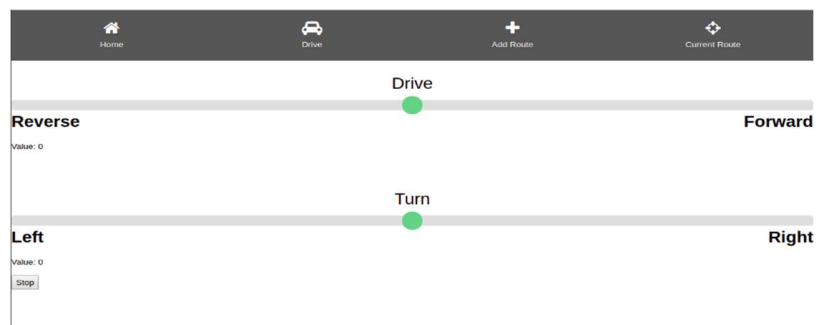 Home Drive Add Route Current Route
Drive
Reverse Forward
Value: 0
Turn
Left Right
Value: 0
Stop